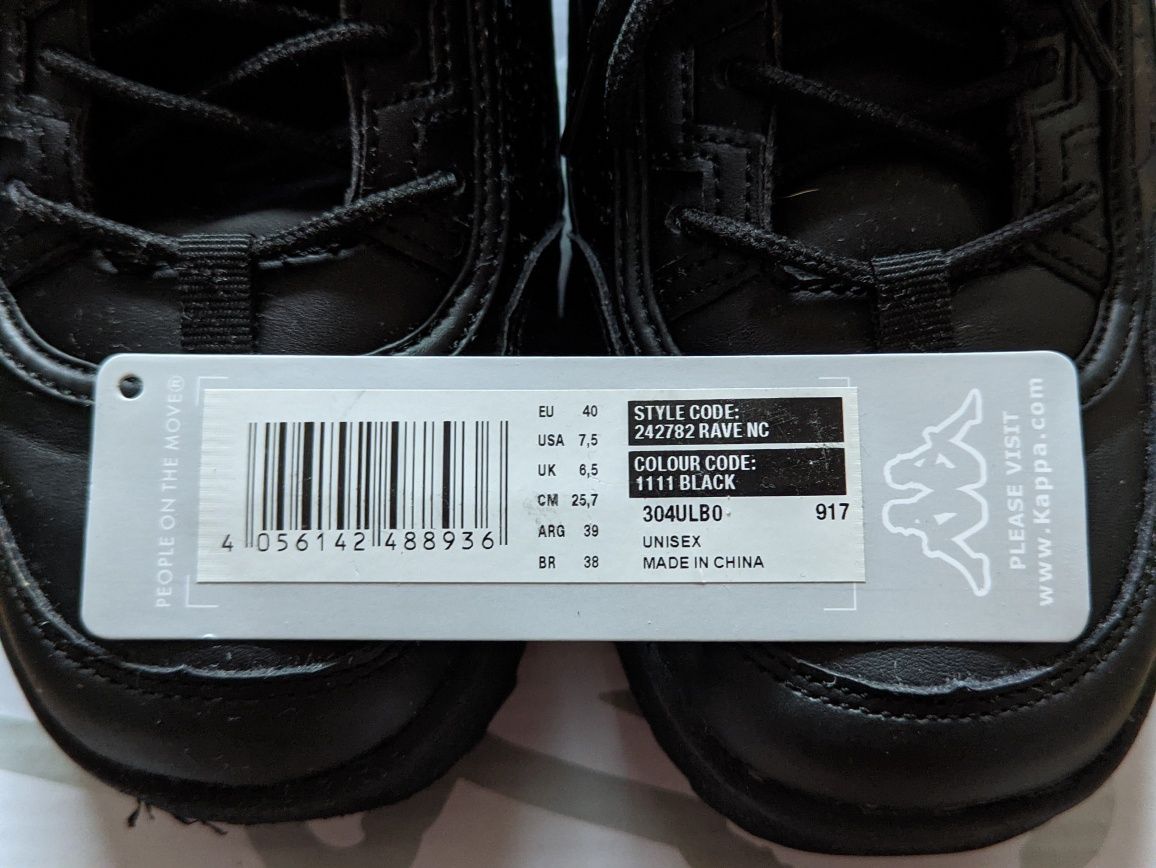 PEOPLE ON THE MOVE®
4 056142 488936
EU 40
USA 7,5
UK 6,5
CM 25,7
ARG 39
BR 38
STYLE CODE:
242782 RAVE NC
COLOUR CODE:
1111 BLACK
304ULB0 917
UNISEX
MADE IN CHINA
PLEASE VISIT
www.Kappa.com